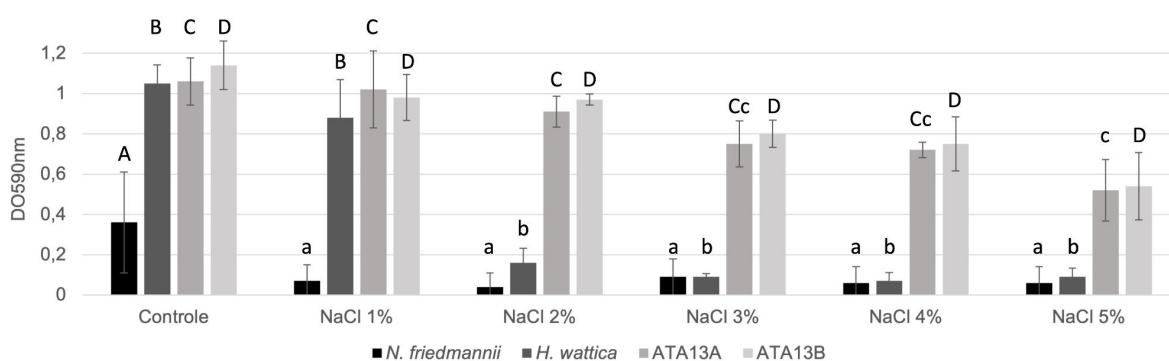 B C D
C
B D
C D
A
Cc D
Cc D
c D
a
a b
a b
a b
a b
DO590nm
1,2
1
0,8
0,6
0,4
0,2
0
Controle NaCl 1% NaCl 2% NaCl 3% NaCl 4% NaCl 5%
N. friedmannii H. wattica ATA13A ATA13B